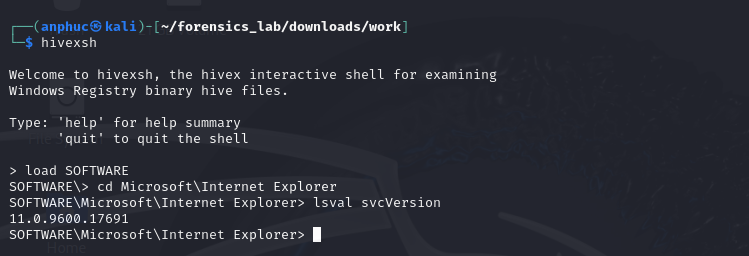 ┌──(anphuc㉿kali)-[~/forensics_lab/downloads/work]
└─$ hivexsh
Welcome to hivexsh, the hivex interactive shell for examining
Windows Registry binary hive files.
Type: 'help' for help summary
      'quit' to quit the shell
> load SOFTWARE
SOFTWARE\> cd Microsoft\Internet Explorer
SOFTWARE\Microsoft\Internet Explorer> lsval svcVersion
11.0.9600.17691
SOFTWARE\Microsoft\Internet Explorer>
Home